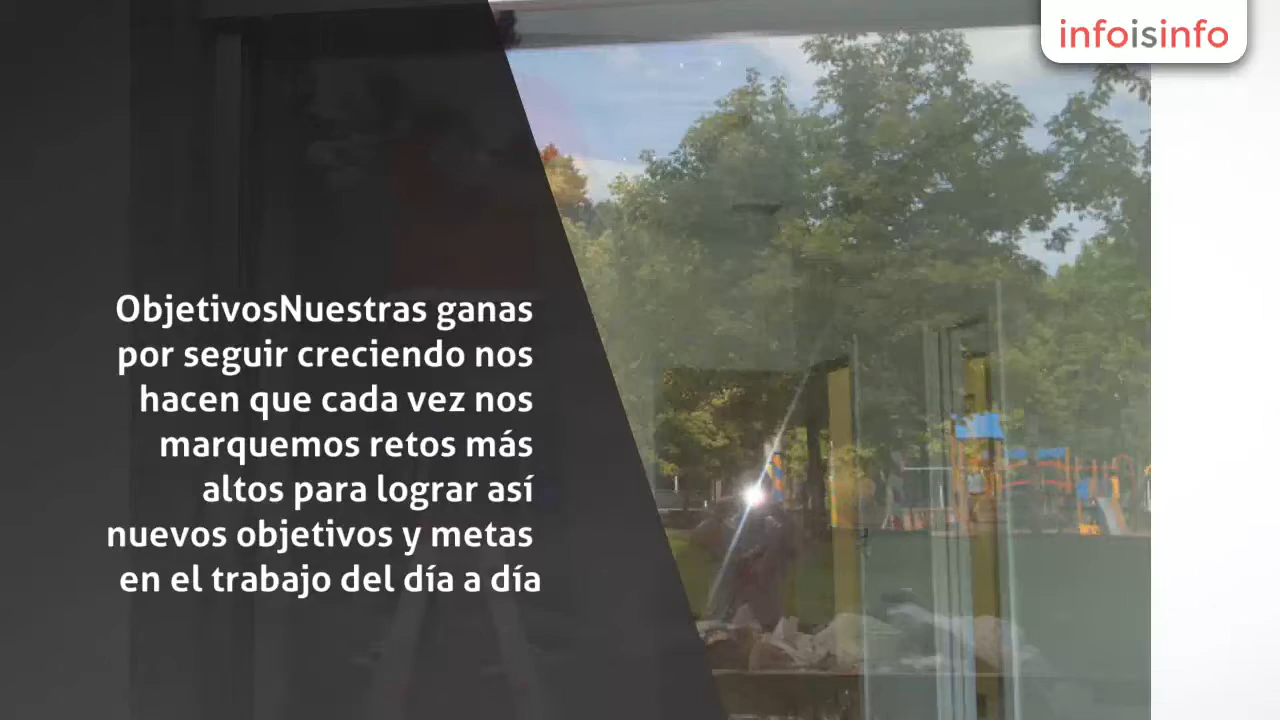 infoisinfo
ObjetivosNuestras ganas
por seguir creciendo nos
hacen que cada vez nos
marquemos retos más
altos para lograr así
nuevos objetivos y metas
en el trabajo del día a día